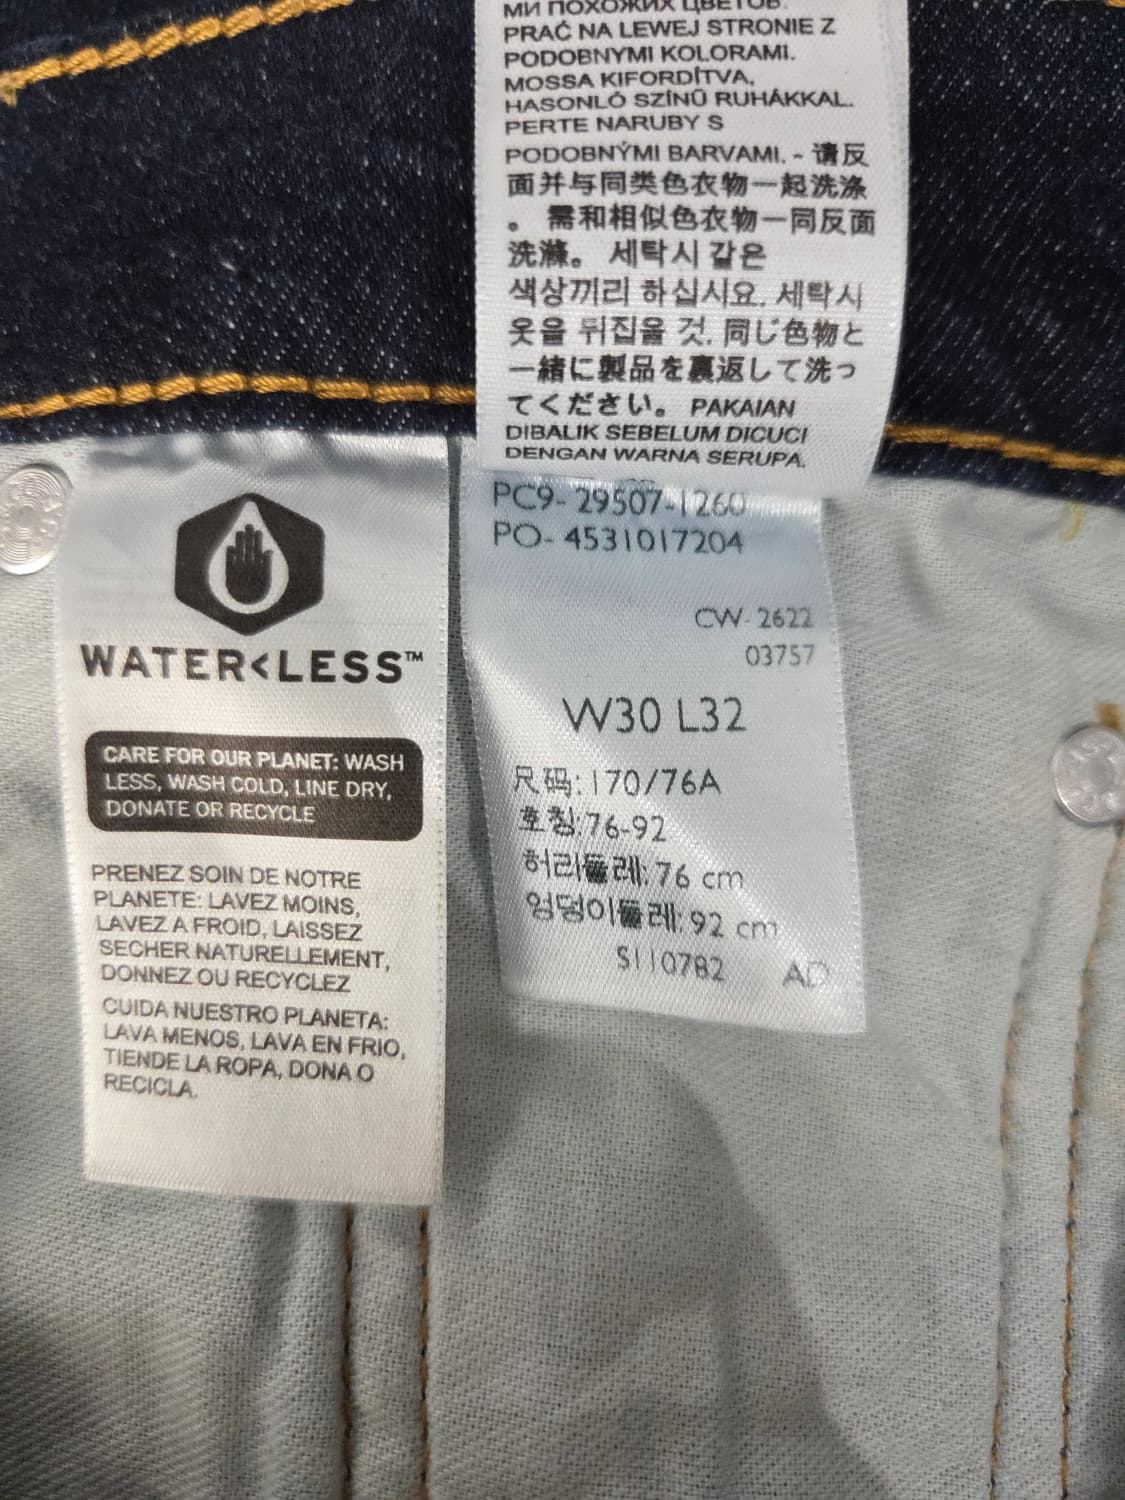 МИ ПОХОЖИХ ЦВЕТОВ.
PRAĆ NA LEWEJ STRONIE Z
PODOBNYMI KOLORAMI.
MOSSA KIFORDÍTVA,
HASONLÓ SZÍNŰ RUHÁKKAL.
PERTE NARUBY S
PODOBNÝMI BARVAMI. - 请反
面并与同类色衣物一起洗涤
。 需和相似色衣物一同反面
洗滌。 세탁시 같은
색상끼리 하십시요. 세탁시
옷을 뒤집을 것. 同じ色物と
一緒に製品を裏返して洗っ
てください。 PAKAIAN
DIBALIK SEBELUM DICUCI
DENGAN WARNA SERUPA.
PC9- 29507-1260
PO- 4531017204
CW- 2622
03757
W30 L32
尺码: 170/76A
호칭:76-92
허리둘레: 76 cm
엉덩이둘레: 92 cm
S110782 AD
WATER<LESS™
CARE FOR OUR PLANET: WASH
LESS, WASH COLD, LINE DRY,
DONATE OR RECYCLE
PRENEZ SOIN DE NOTRE
PLANETE: LAVEZ MOINS,
LAVEZ A FROID, LAISSEZ
SECHER NATURELLEMENT,
DONNEZ OU RECYCLEZ
CUIDA NUESTRO PLANETA:
LAVA MENOS, LAVA EN FRIO,
TIENDE LA ROPA, DONA O
RECICLA.